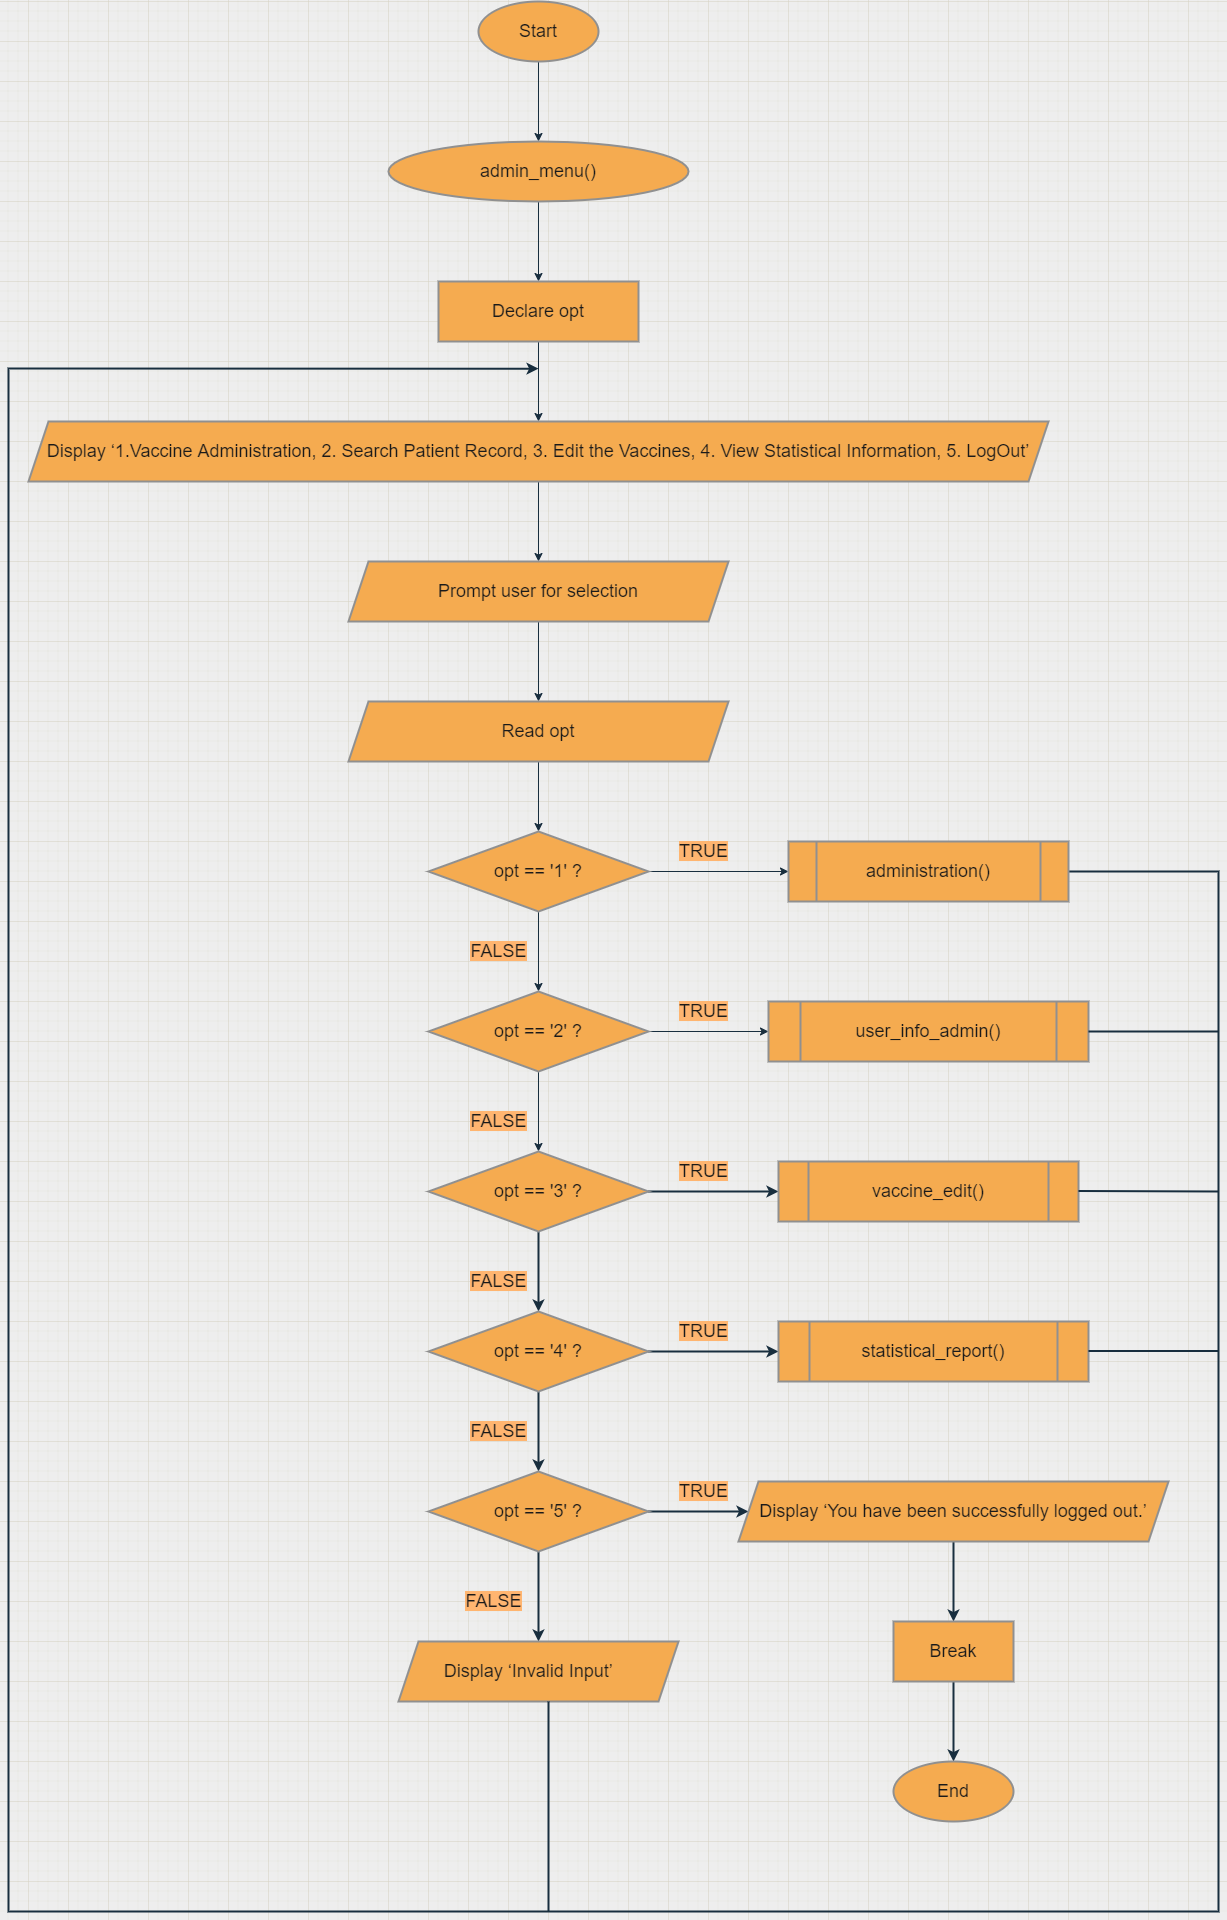 Start
admin_menu()
Declare opt
Display ‘1.Vaccine Administration, 2. Search Patient Record, 3. Edit the Vaccines, 4. View Statistical Information, 5. LogOut’
Prompt user for selection
Read opt
opt == '1' ?
TRUE
administration()
FALSE
opt == '2' ?
TRUE
user_info_admin()
FALSE
opt == '3' ?
TRUE
vaccine_edit()
FALSE
opt == '4' ?
TRUE
statistical_report()
FALSE
opt == '5' ?
TRUE
Display ‘You have been successfully logged out.’
FALSE
Display ‘Invalid Input’
Break
End